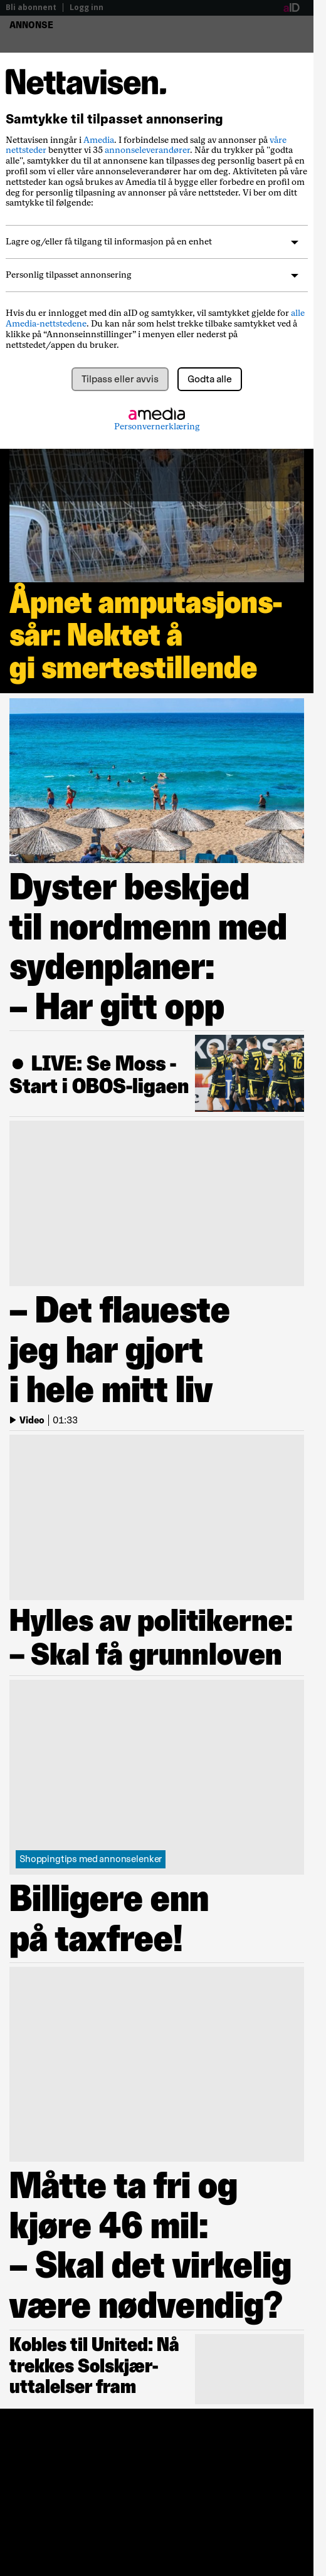 Bli abonnent | Logg inn
aID
ANNONSE
Nettavisen.
Samtykke til tilpasset annonsering
Nettavisen inngår i Amedia. I forbindelse med salg av annonser på våre
nettsteder benytter vi 35 annonseleverandører. Når du trykker på "godta
alle", samtykker du til at annonsene kan tilpasses deg personlig basert på en
profil som vi eller våre annonseleverandører har om deg. Aktiviteten på våre
nettsteder kan også brukes av Amedia til å bygge eller forbedre en profil om
deg for personlig tilpasning av annonser på våre nettsteder. Vi ber om ditt
samtykke til følgende:
Lagre og/eller få tilgang til informasjon på en enhet
Personlig tilpasset annonsering
Hvis du er innlogget med din aID og samtykker, vil samtykket gjelde for alle
Amedia-nettstedene. Du kan når som helst trekke tilbake samtykket ved å
klikke på “Annonseinnstillinger” i menyen eller nederst på
nettstedet/appen du bruker.
Tilpass eller avvis
Godta alle
amedia
Personvernerklæring
Åpnet amputasjons-
sår: Nektet å
gi smertestillende
Dyster beskjed
til nordmenn med
sydenplaner:
– Har gitt opp
● LIVE: Se Moss -
Start i OBOS-ligaen
– Det flaueste
jeg har gjort
i hele mitt liv
Video | 01:33
Hylles av politikerne:
– Skal få grunnloven
Shoppingtips med annonselenker
Billigere enn
på taxfree!
Måtte ta fri og
kjøre 46 mil:
– Skal det virkelig
være nødvendig?
Kobles til United: Nå
trekkes Solskjær-
uttalelser fram